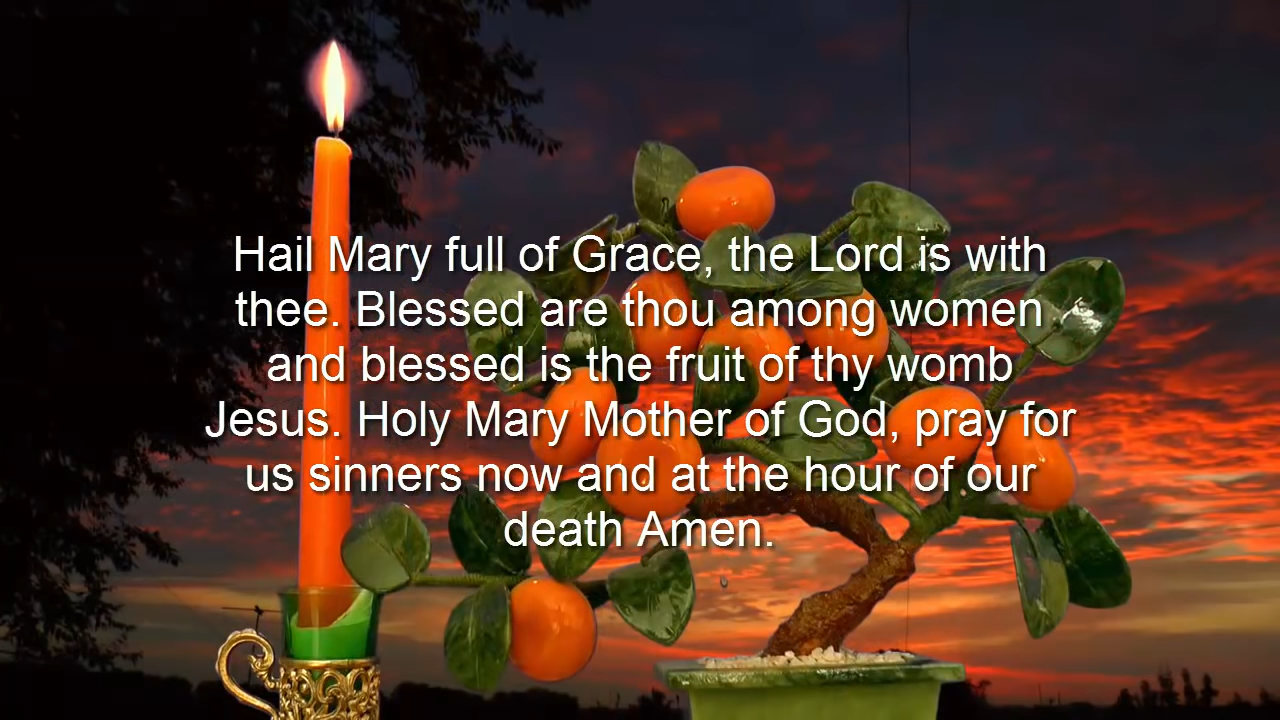 Hail Mary full of Grace, the Lord is with
thee. Blessed are thou among women
and blessed is the fruit of thy womb
Jesus. Holy Mary Mother of God, pray for
us sinners now and at the hour of our
death Amen.